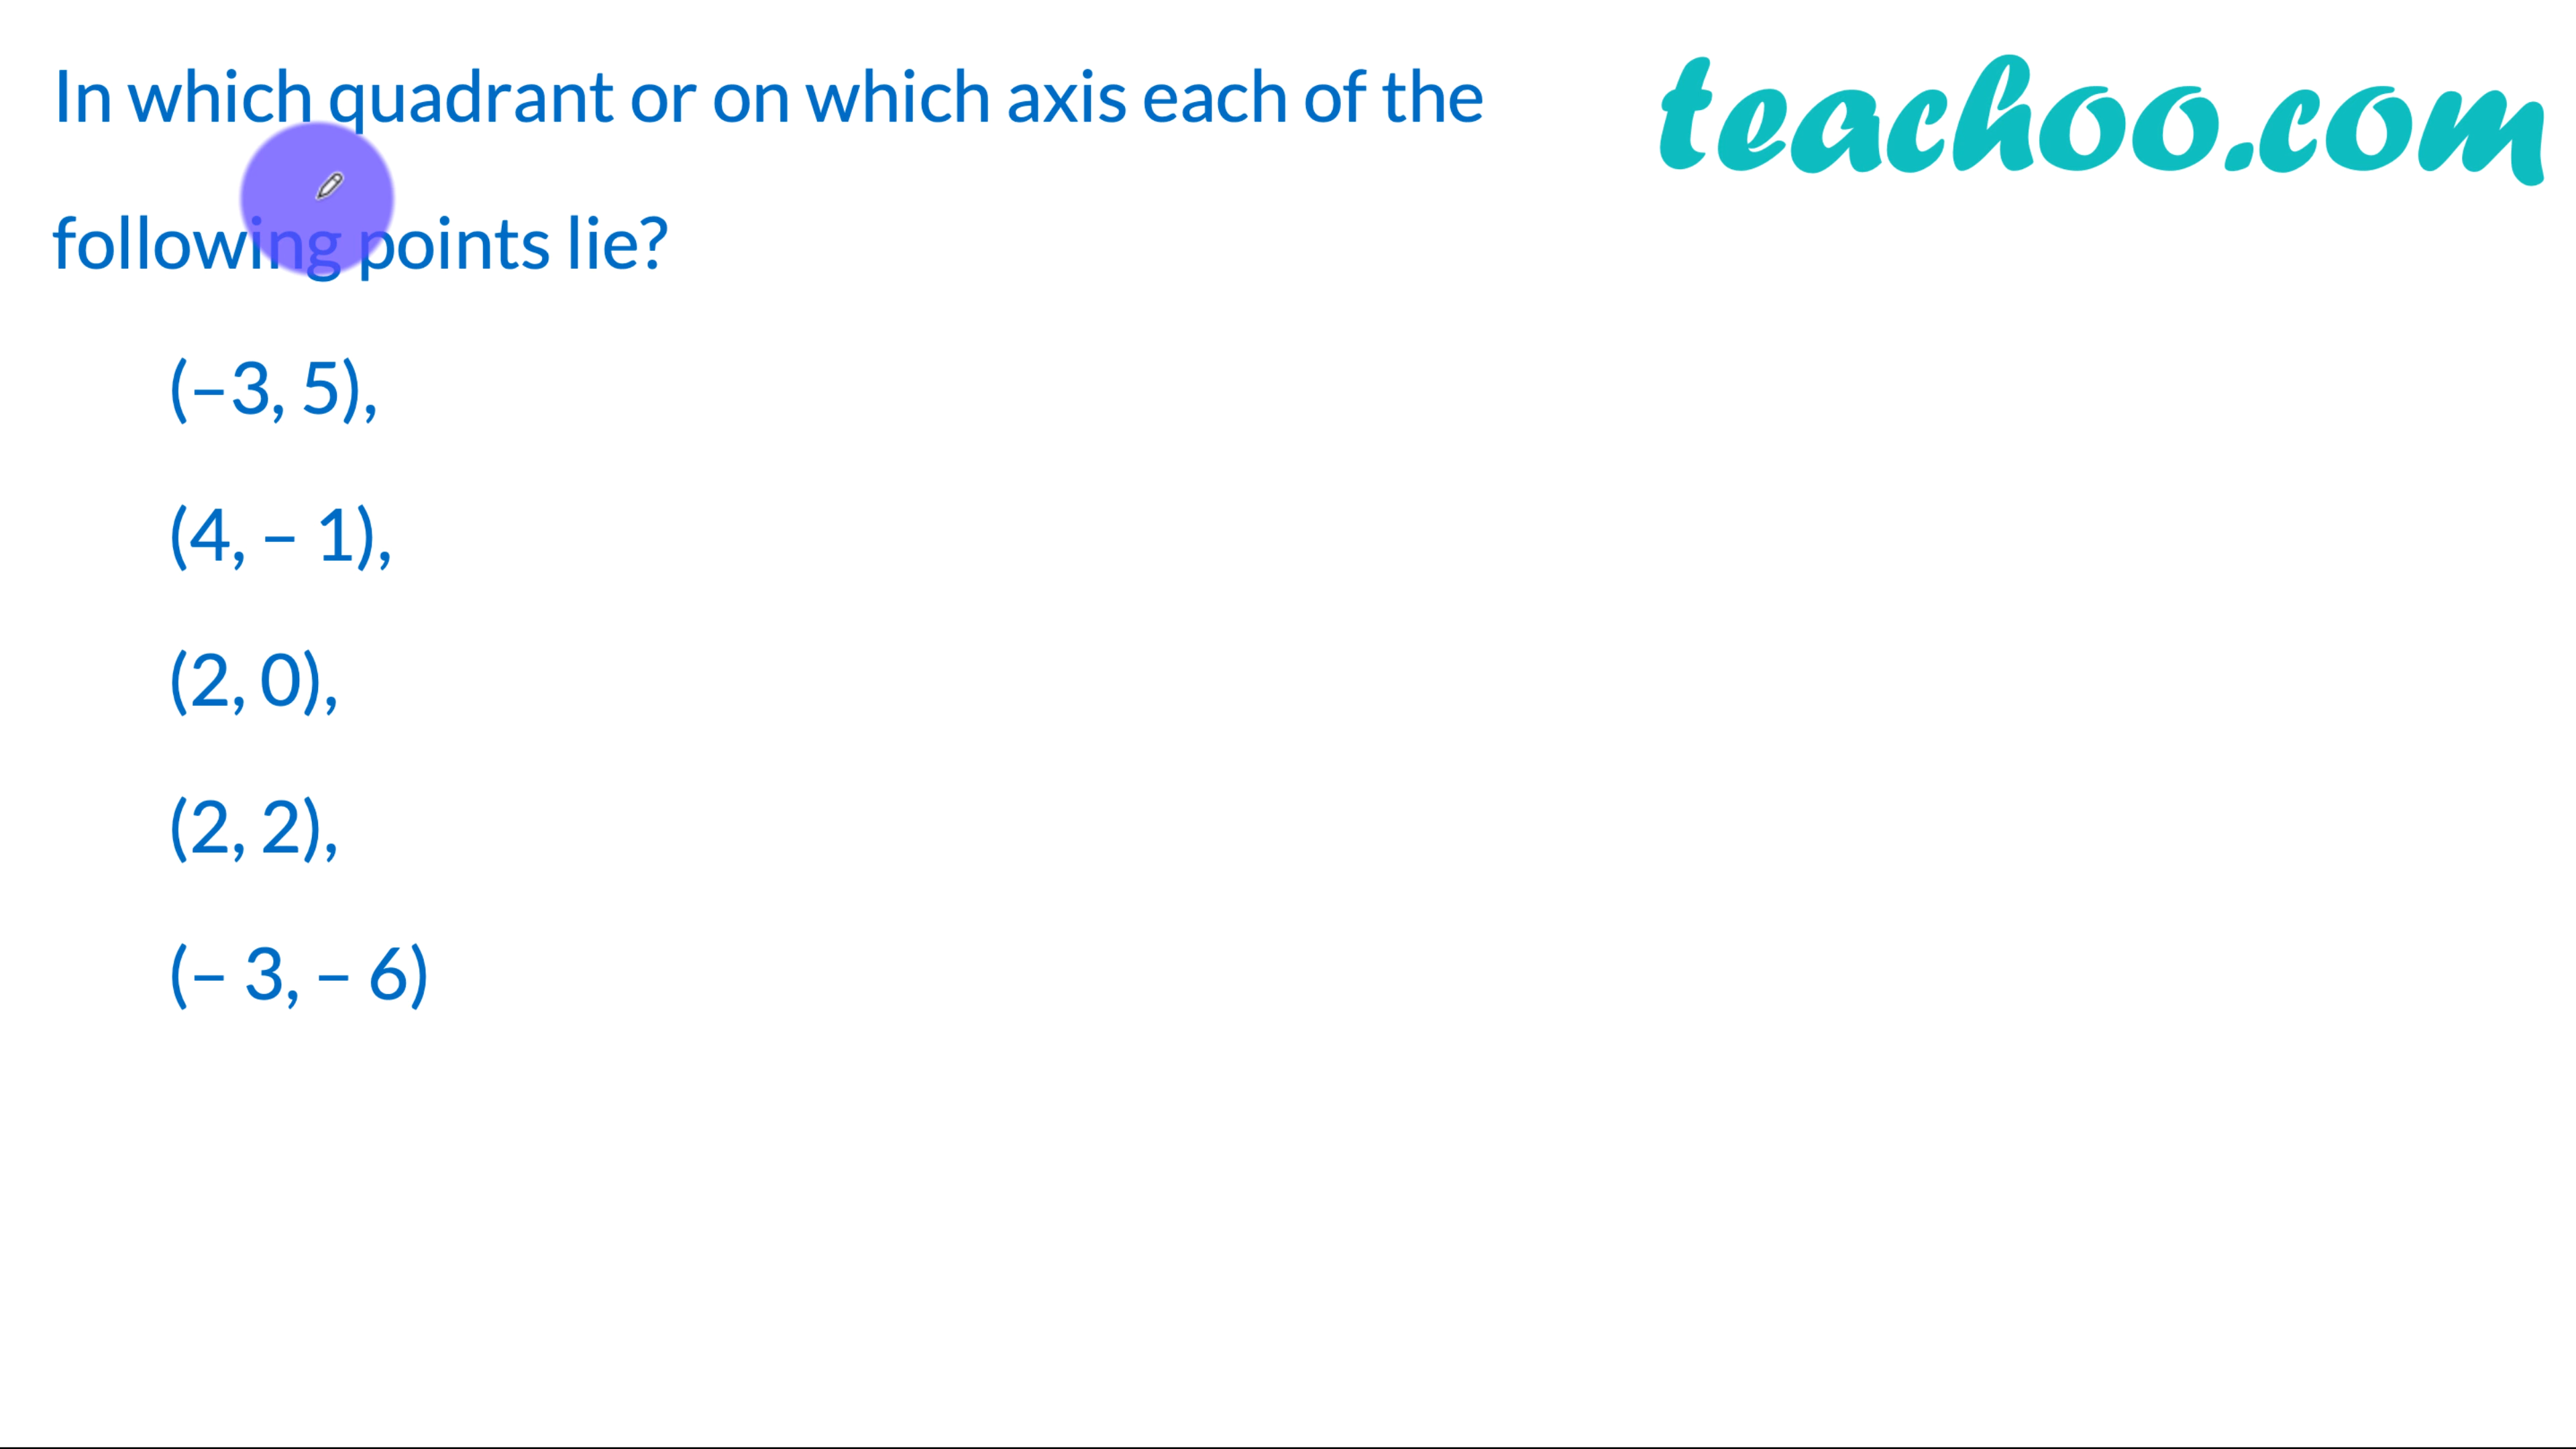 In which quadrant or on which axis each of the
teachoo.com
following points lie?
(–3, 5),
(4, – 1),
(2, 0),
(2, 2),
(– 3, – 6)